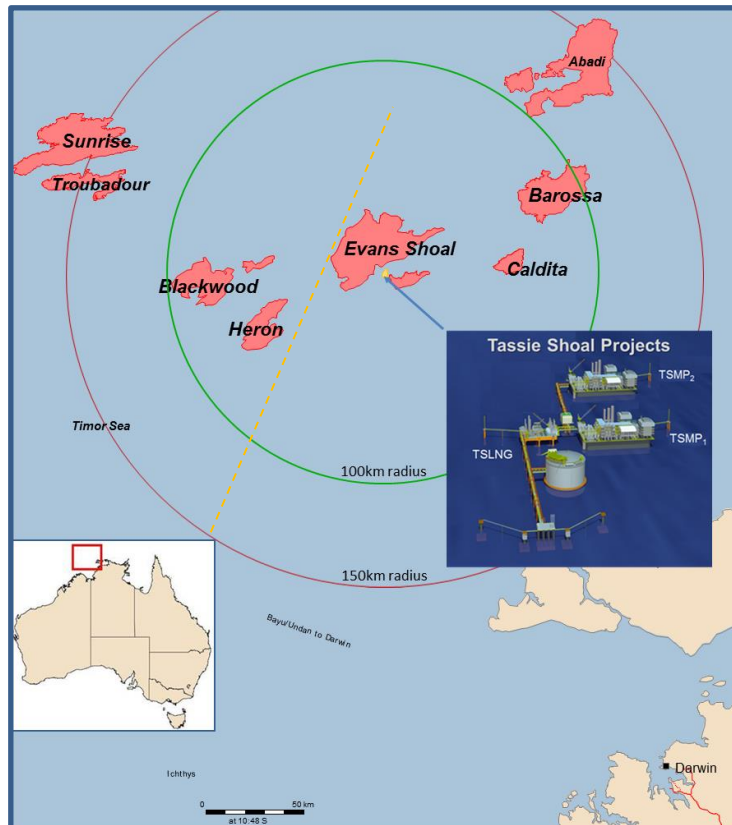 Abadi
Sunrise
Troubadour
Barossa
Evans Shoal
Caldita
Blackwood
Heron
Tassie Shoal Projects
TSMP2
TSMP1
TSLNG
Timor Sea
100km radius
150km radius
Bayu/Undan to Darwin
Darwin
Ichthys
0 50 km
at 10:48 S